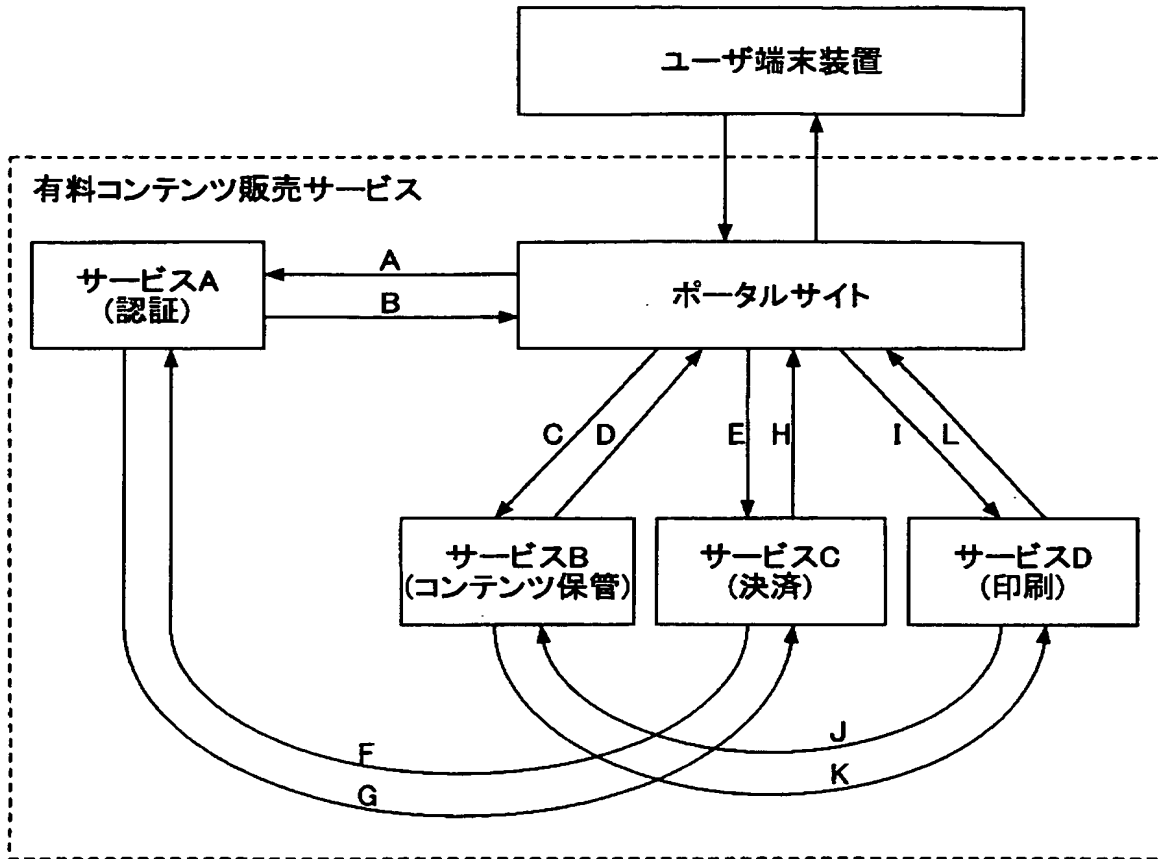 ユーザ端末装置
有料コンテンツ販売サービス
サービスA
(認証)
A
B
ポータルサイト
C
D
E
H
I
L
サービスB
(コンテンツ保管)
サービスC
(決済)
サービスD
(印刷)
F
G
J
K